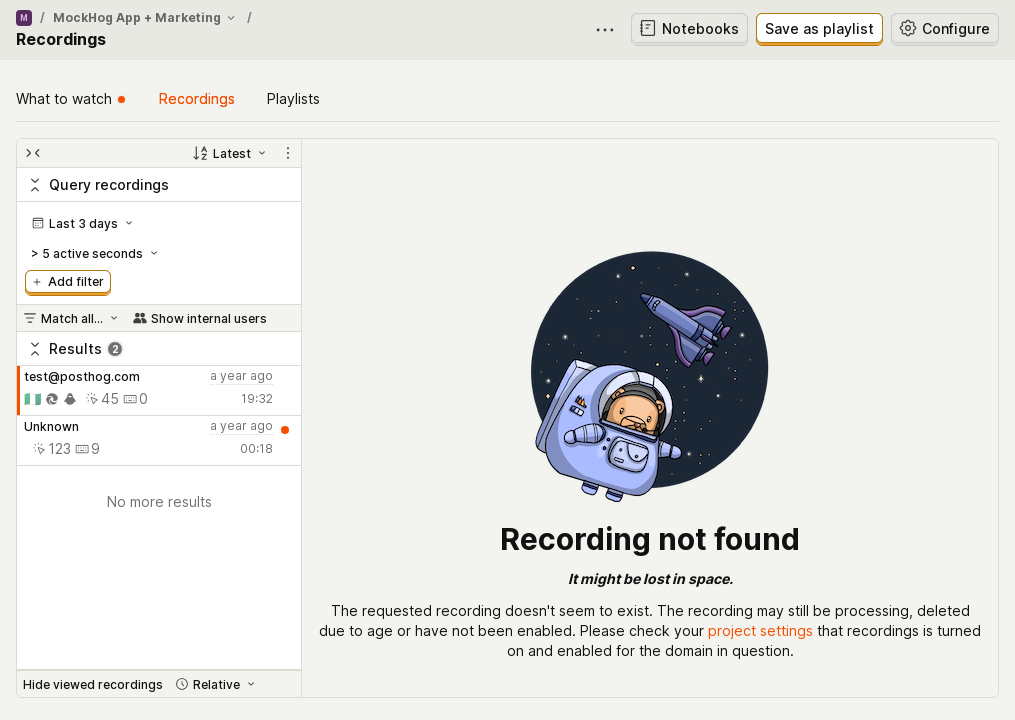 M / MockHog App + Marketing /
Recordings
Notebooks
Save as playlist
Configure
What to watch
Recordings
Playlists
Latest
Query recordings
Last 3 days
> 5 active seconds
+ Add filter
Match all...
Show internal users
Results 2
test@posthog.com
a year ago
45 0
19:32
Unknown
a year ago
123 9
00:18
No more results
Hide viewed recordings
Relative
Recording not found
It might be lost in space.
The requested recording doesn't seem to exist. The recording may still be processing, deleted
due to age or have not been enabled. Please check your project settings that recordings is turned
on and enabled for the domain in question.